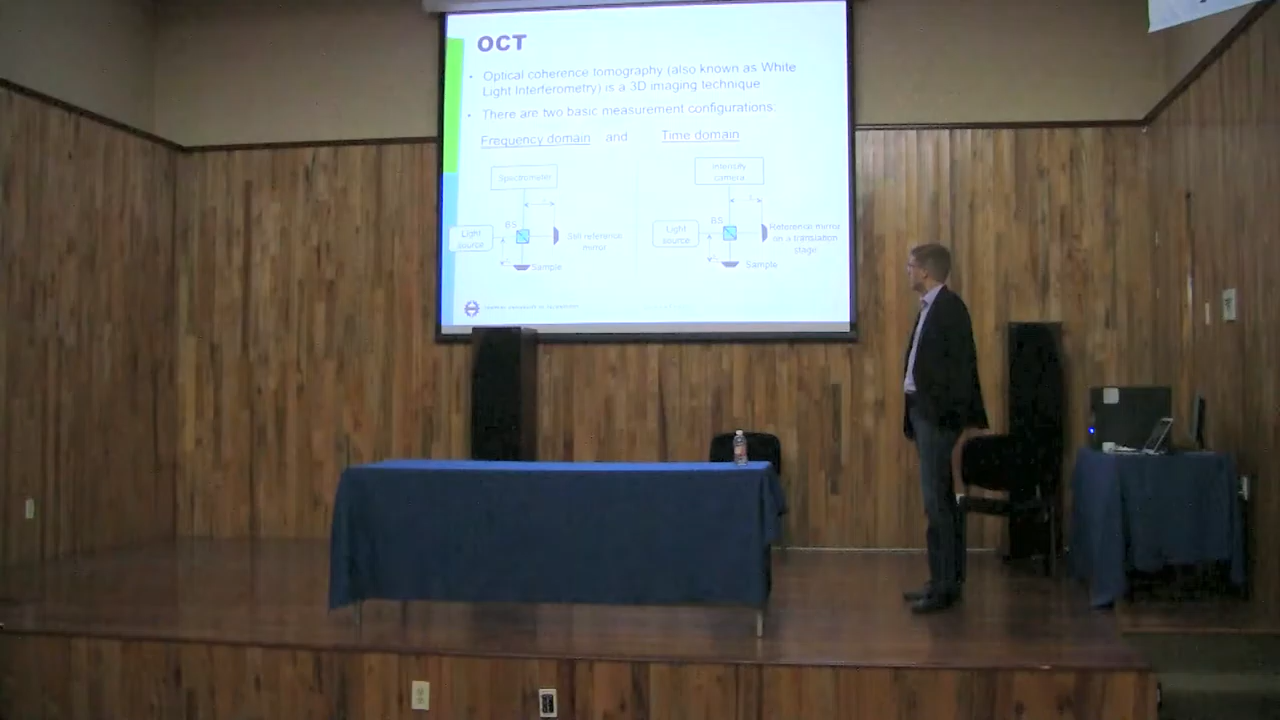 OCT
• Optical coherence tomography (also known as White
Light Interferometry) is a 3D imaging technique
• There are two basic measurement configurations:
Frequency domain and Time domain
Spectrometer
Light
source
BS
Still reference
mirror
Sample
Intensity
camera
Light
source
BS
Referential mirror
on a translation
stage
Sample